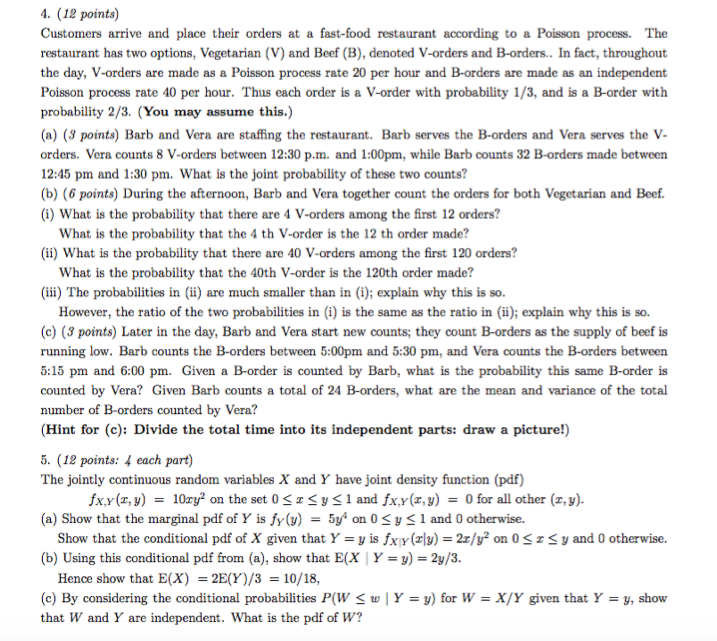 4. (12 points)
Customers arrive and place their orders at a fast-food restaurant according to a Poisson process. The
restaurant has two options, Vegetarian (V) and Beef (B), denoted V-orders and B-orders.. In fact, throughout
the day, V-orders are made as a Poisson process rate 20 per hour and B-orders are made as an independent
Poisson process rate 40 per hour. Thus each order is a V-order with probability 1/3, and is a B-order with
probability 2/3. (You may assume this.)
(a) (3 points) Barb and Vera are staffing the restaurant. Barb serves the B-orders and Vera serves the V-
orders. Vera counts 8 V-orders between 12:30 p.m. and 1:00pm, while Barb counts 32 B-orders made between
12:45 pm and 1:30 pm. What is the joint probability of these two counts?
(b) (6 points) During the afternoon, Barb and Vera together count the orders for both Vegetarian and Beef.
(i) What is the probability that there are 4 V-orders among the first 12 orders?
What is the probability that the 4 th V-order is the 12 th order made?
(ii) What is the probability that there are 40 V-orders among the first 120 orders?
What is the probability that the 40th V-order is the 120th order made?
(iii) The probabilities in (ii) are much smaller than in (i); explain why this is so.
However, the ratio of the two probabilities in (i) is the same as the ratio in (ii); explain why this is so.
(c) (3 points) Later in the day, Barb and Vera start new counts; they count B-orders as the supply of beef is
running low. Barb counts the B-orders between 5:00pm and 5:30 pm, and Vera counts the B-orders between
5:15 pm and 6:00 pm. Given a B-order is counted by Barb, what is the probability this same B-order is
counted by Vera? Given Barb counts a total of 24 B-orders, what are the mean and variance of the total
number of B-orders counted by Vera?
(Hint for (c): Divide the total time into its independent parts: draw a picture!)
5. (12 points: 4 each part)
The jointly continuous random variables X and Y have joint density function (pdf)
f_{X,Y}(x,y) = 10xy² on the set 0 ≤ x ≤ y ≤ 1 and f_{X,Y}(x,y) = 0 for all other (x,y).
(a) Show that the marginal pdf of Y is f_Y(y) = 5y⁴ on 0 ≤ y ≤ 1 and 0 otherwise.
Show that the conditional pdf of X given that Y = y is f_{X|Y}(x|y) = 2x/y² on 0 ≤ x ≤ y and 0 otherwise.
(b) Using this conditional pdf from (a), show that E(X | Y = y) = 2y/3.
Hence show that E(X) = 2E(Y)/3 = 10/18,
(c) By considering the conditional probabilities P(W ≤ w | Y = y) for W = X/Y given that Y = y, show
that W and Y are independent. What is the pdf of W?